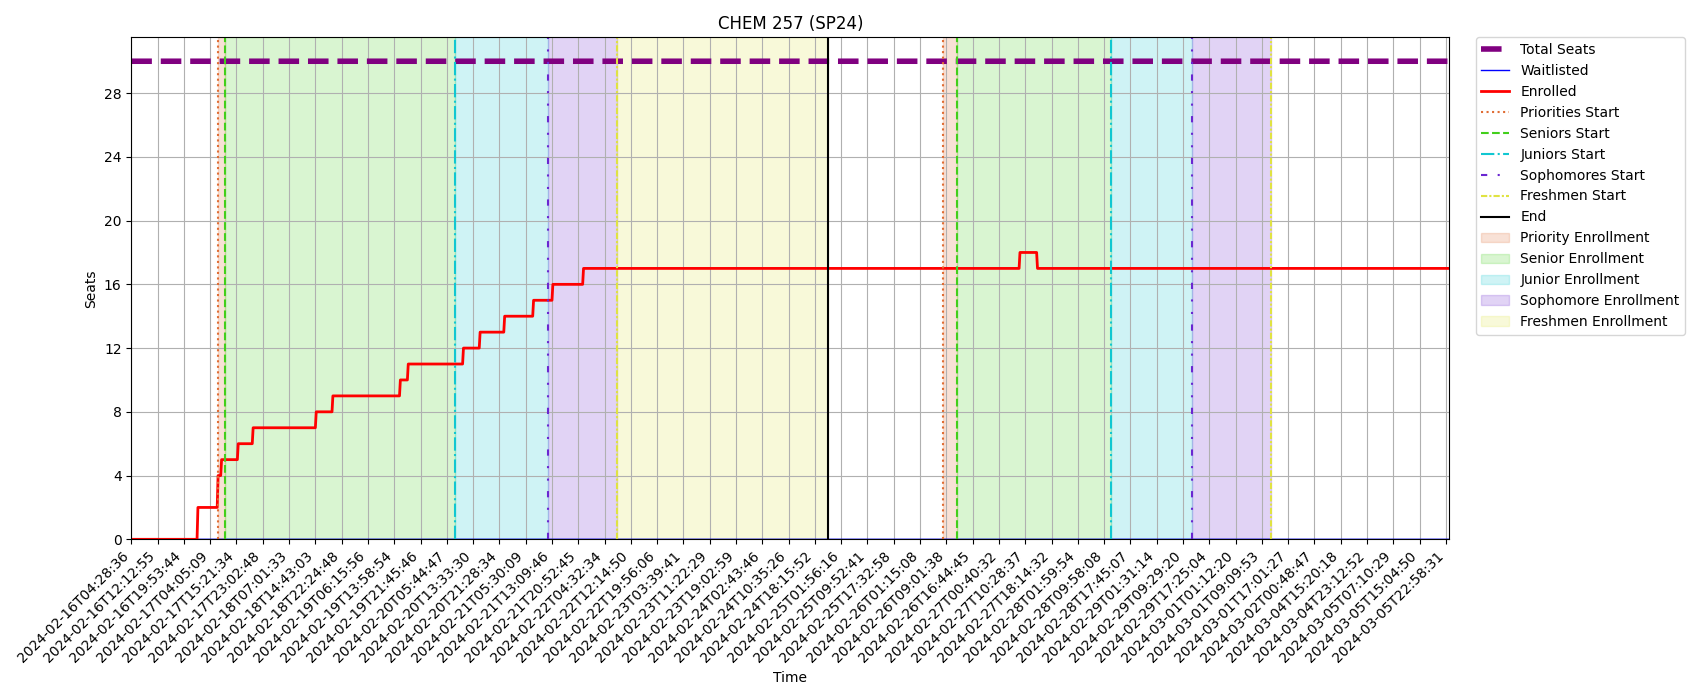 CHEM 257 (SP24)
Total Seats
Waitlisted
Enrolled
Priorities Start
Seniors Start
Juniors Start
Sophomores Start
Freshmen Start
End
Priority Enrollment
Senior Enrollment
Junior Enrollment
Sophomore Enrollment
Freshmen Enrollment
Seats
28
24
20
16
12
8
4
0
2024-02-16T04:28:36
2024-02-16T12:12:55
2024-02-16T19:53:44
2024-02-17T04:05:09
2024-02-17T15:21:34
2024-02-17T23:02:48
2024-02-18T07:01:33
2024-02-18T14:43:03
2024-02-18T22:24:48
2024-02-19T06:15:56
2024-02-19T13:58:54
2024-02-19T21:45:46
2024-02-20T05:44:47
2024-02-20T13:33:30
2024-02-20T21:28:34
2024-02-21T05:30:09
2024-02-21T13:09:46
2024-02-21T20:52:45
2024-02-22T04:32:34
2024-02-22T12:14:50
2024-02-22T19:56:06
2024-02-23T03:39:41
2024-02-23T11:22:29
2024-02-23T19:02:59
2024-02-24T02:43:46
2024-02-24T10:35:26
2024-02-24T18:15:52
2024-02-25T01:56:16
2024-02-25T09:52:41
2024-02-25T17:32:58
2024-02-26T01:15:08
2024-02-26T09:01:38
2024-02-26T16:44:45
2024-02-27T00:40:32
2024-02-27T10:28:37
2024-02-27T18:14:32
2024-02-28T01:59:54
2024-02-28T09:58:08
2024-02-28T17:45:07
2024-02-29T01:31:14
2024-02-29T09:29:20
2024-02-29T17:25:04
2024-03-01T01:12:20
2024-03-01T09:09:53
2024-03-01T17:01:27
2024-03-02T00:48:47
2024-03-04T15:20:18
2024-03-04T23:12:52
2024-03-05T07:10:29
2024-03-05T15:04:50
2024-03-05T22:58:31
Time